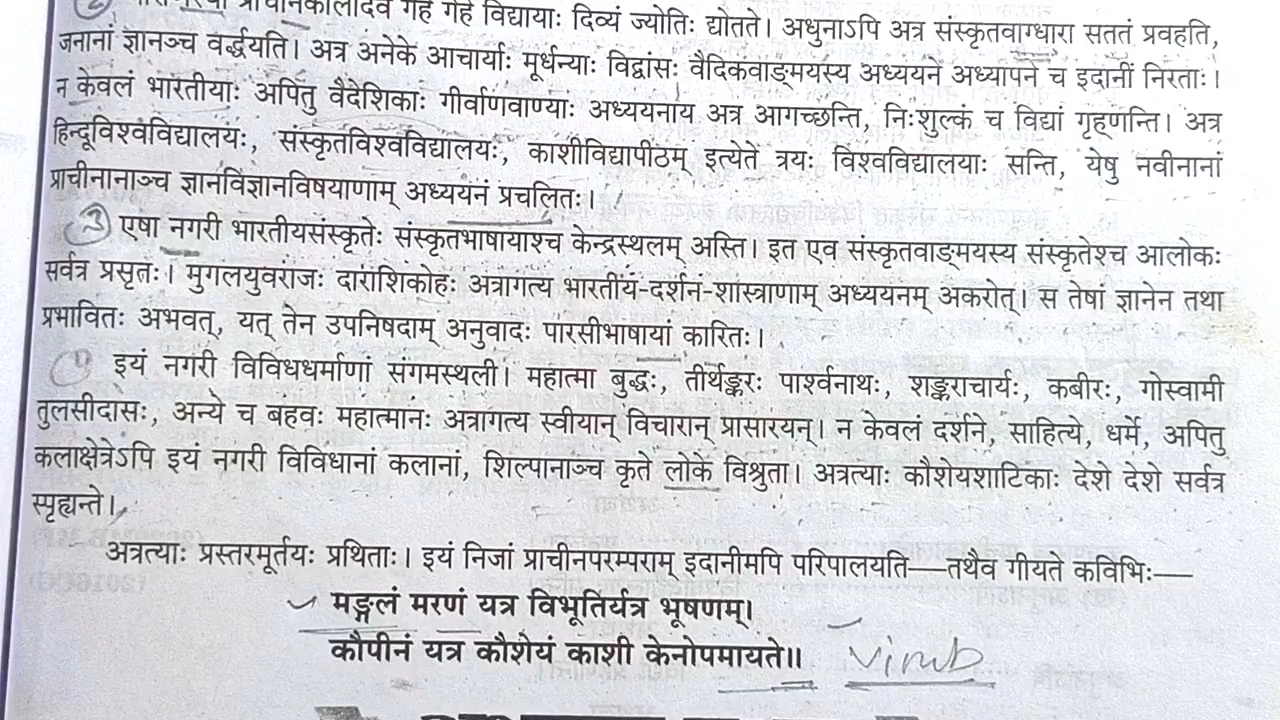 प्राचीनकालादेव गेहे गेहे विद्यायाः दिव्यं ज्योतिः द्योतते। अधुनाऽपि अत्र संस्कृतवाग्धारा सततं प्रवहति,
जनानां ज्ञानञ्च वर्द्धयति। अत्र अनेके आचार्याः मूर्धन्याः विद्वांसः वैदिकवाङ्मयस्य अध्ययने अध्यापने च इदानीं निरताः।
न केवलं भारतीयाः अपितु वैदेशिकाः गीर्वाणवाण्याः अध्ययनाय अत्र आगच्छन्ति, निःशुल्कं च विद्यां गृह्णन्ति। अत्र
हिन्दूविश्वविद्यालयः, संस्कृतविश्वविद्यालयः, काशीविद्यापीठम् इत्येते त्रयः विश्वविद्यालयाः सन्ति, येषु नवीनानां
प्राचीनानाञ्च ज्ञानविज्ञानविषयाणाम् अध्ययनं प्रचलितः।
3 एषा नगरी भारतीयसंस्कृतेः संस्कृतभाषायाश्च केन्द्रस्थलम् अस्ति। इत एव संस्कृतवाङ्मयस्य संस्कृतेश्च आलोकः
सर्वत्र प्रसृतः। मुगलयुवराजः दाराशिकोहः अत्रागत्य भारतीय-दर्शन-शास्त्राणाम् अध्ययनम् अकरोत्। स तेषां ज्ञानेन तथा
प्रभावितः अभवत्, यत् तेन उपनिषदाम् अनुवादः पारसीभाषायां कारितः।
इयं नगरी विविधधर्माणां संगमस्थली। महात्मा बुद्धः, तीर्थङ्करः पार्श्वनाथः, शङ्कराचार्यः, कबीरः, गोस्वामी
तुलसीदासः, अन्ये च बहवः महात्मानः अत्रागत्य स्वीयान् विचारान् प्रासारयन्। न केवलं दर्शने, साहित्ये, धर्मे, अपितु
कलाक्षेत्रेऽपि इयं नगरी विविधानां कलानां, शिल्पानाञ्च कृते लोके विश्रुता। अत्रत्याः कौशेयशाटिकाः देशे देशे सर्वत्र
स्पृह्यन्ते।
अत्रत्याः प्रस्तरमूर्तयः प्रथिताः। इयं निजां प्राचीनपरम्पराम् इदानीमपि परिपालयति—तथैव गीयते कविभिः—
मङ्गलं मरणं यत्र विभूतिर्यत्र भूषणम्।
कौपीनं यत्र कौशेयं काशी केनोपमायते॥